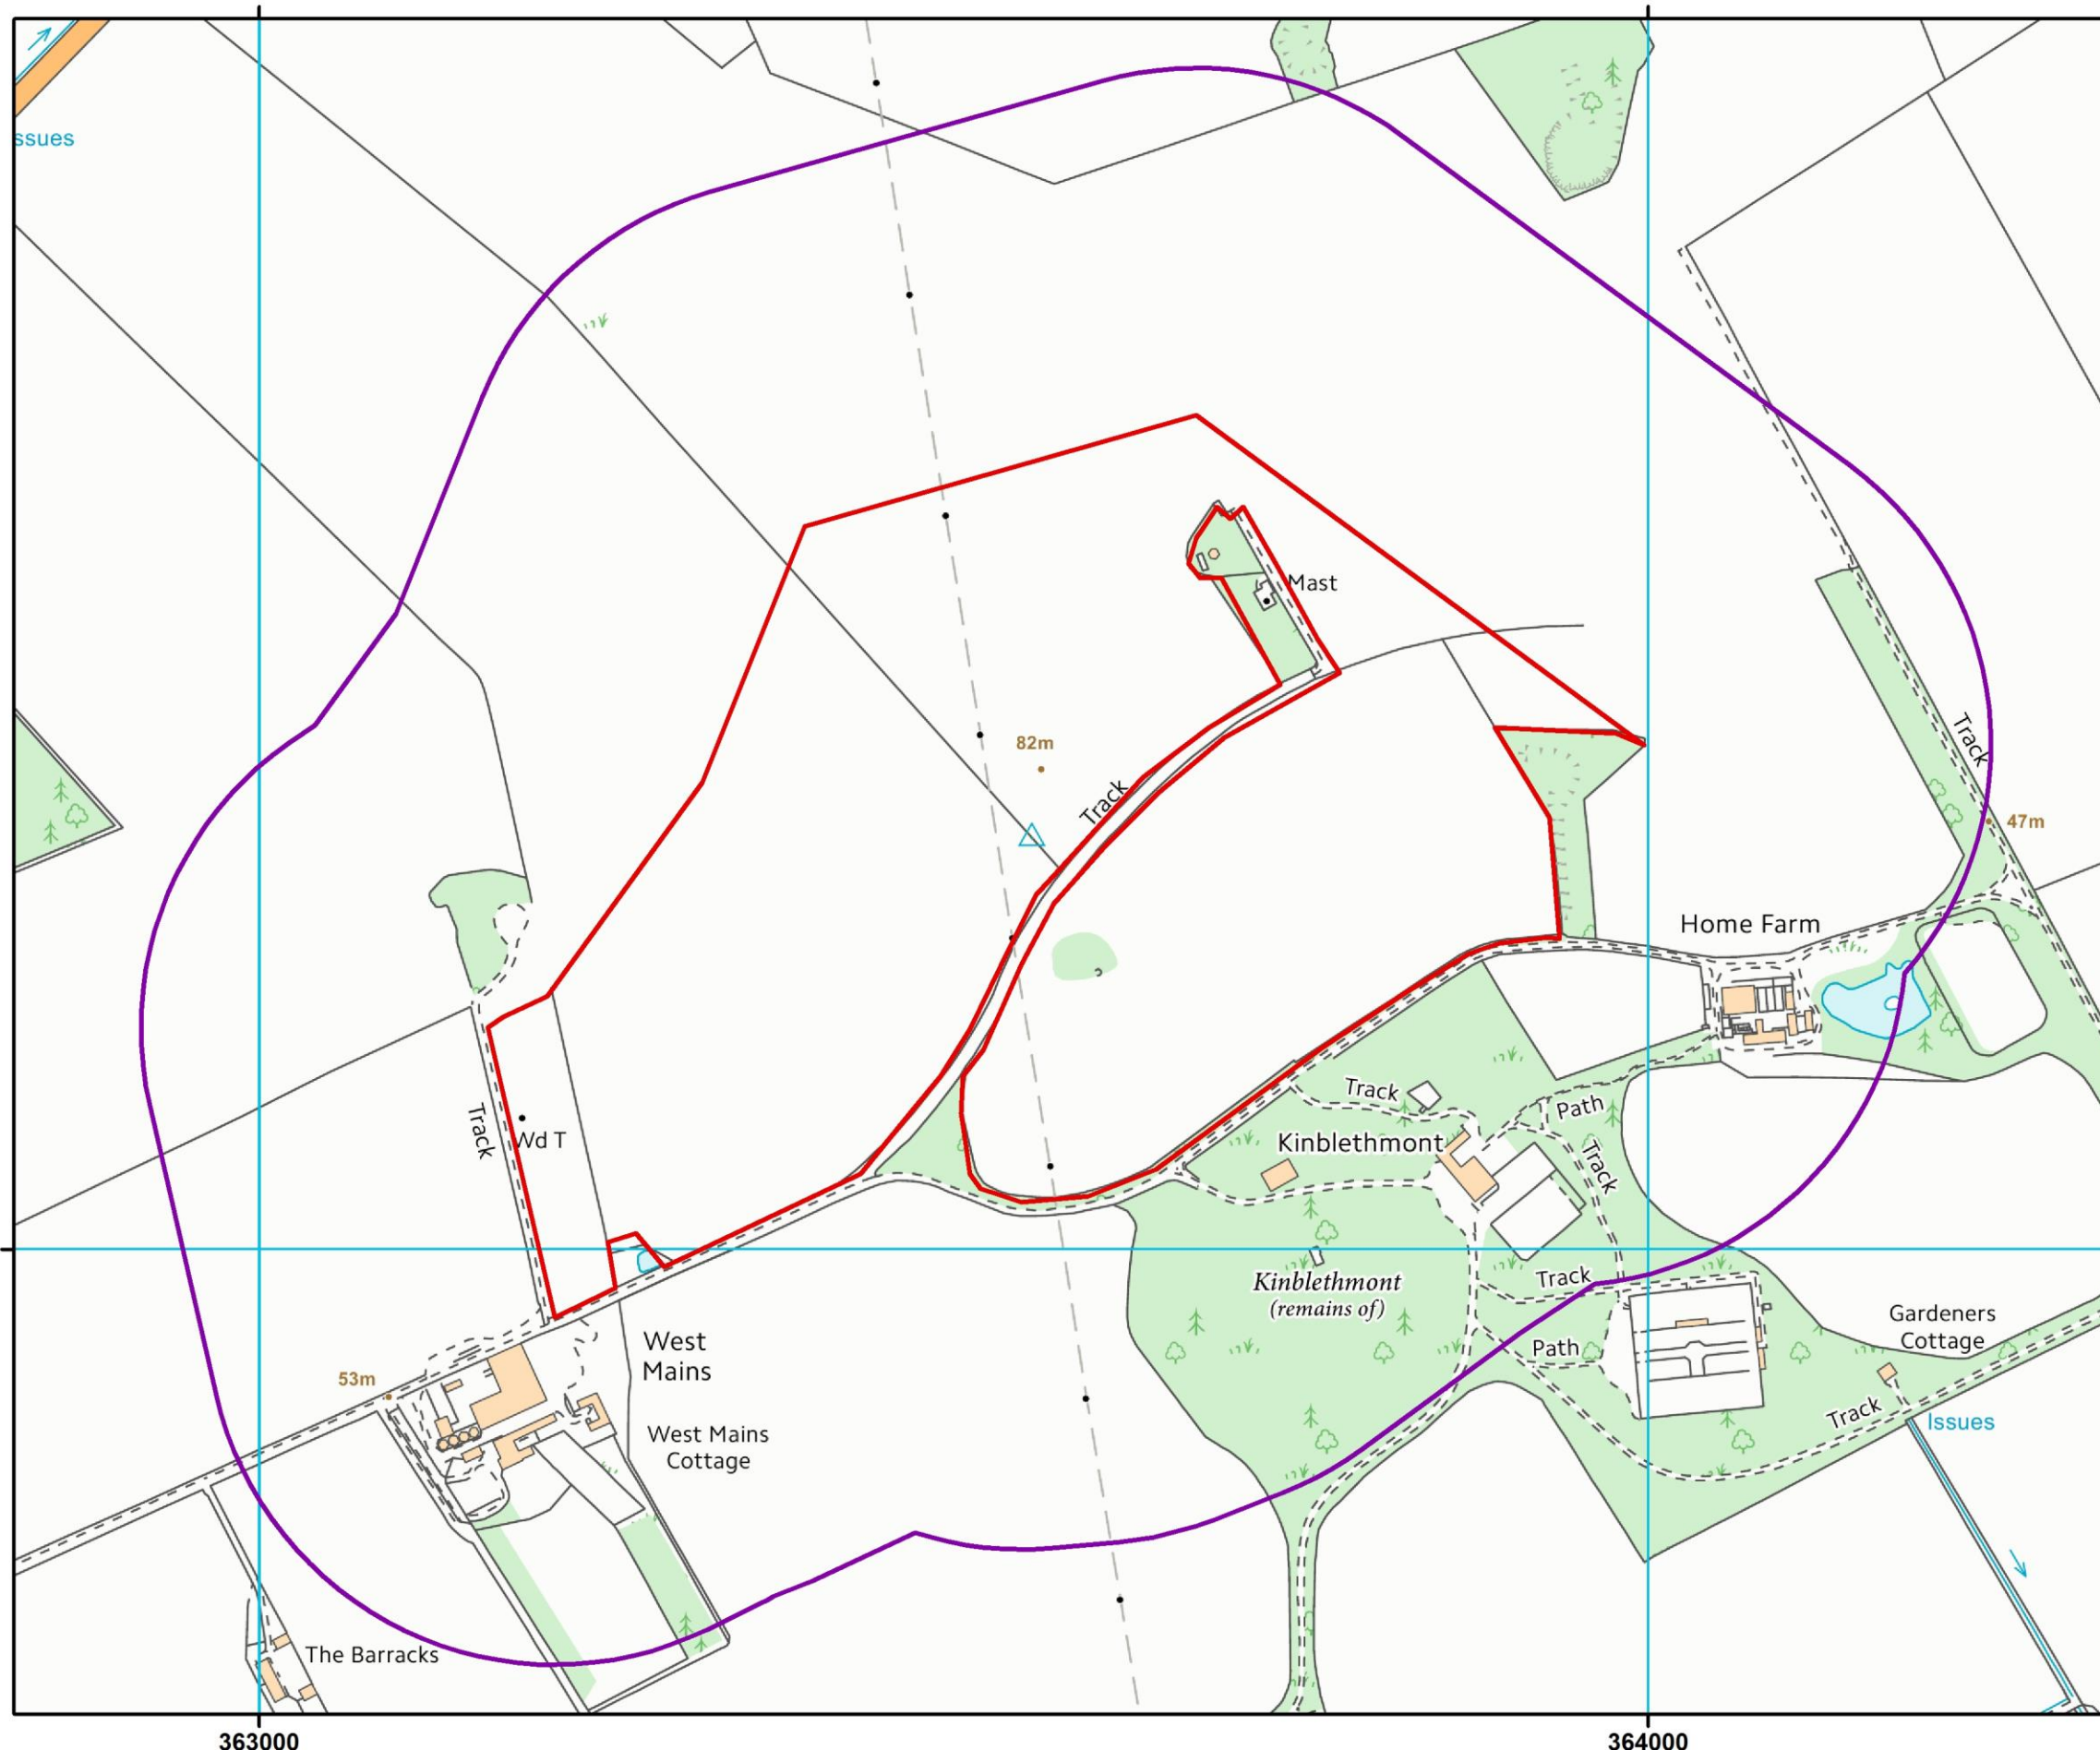 ssues
Mast
82m
Track
Track
47m
Home Farm
Track
Path
Wd T
Track
Kinblethmont
Track
Kinblethmont
(remains of)
Track
Gardeners
Cottage
West
Mains
Path
53m
Track
Issues
West Mains
Cottage
The Barracks
363000
364000